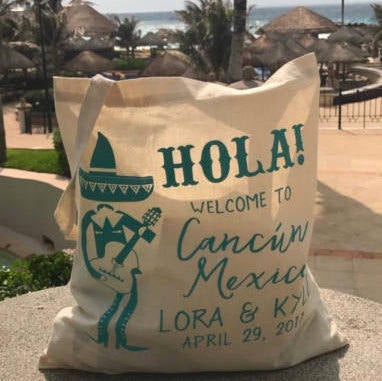 HOLA!
WELCOME TO
Cancún
Mexico
LORA &
APRIL 29,